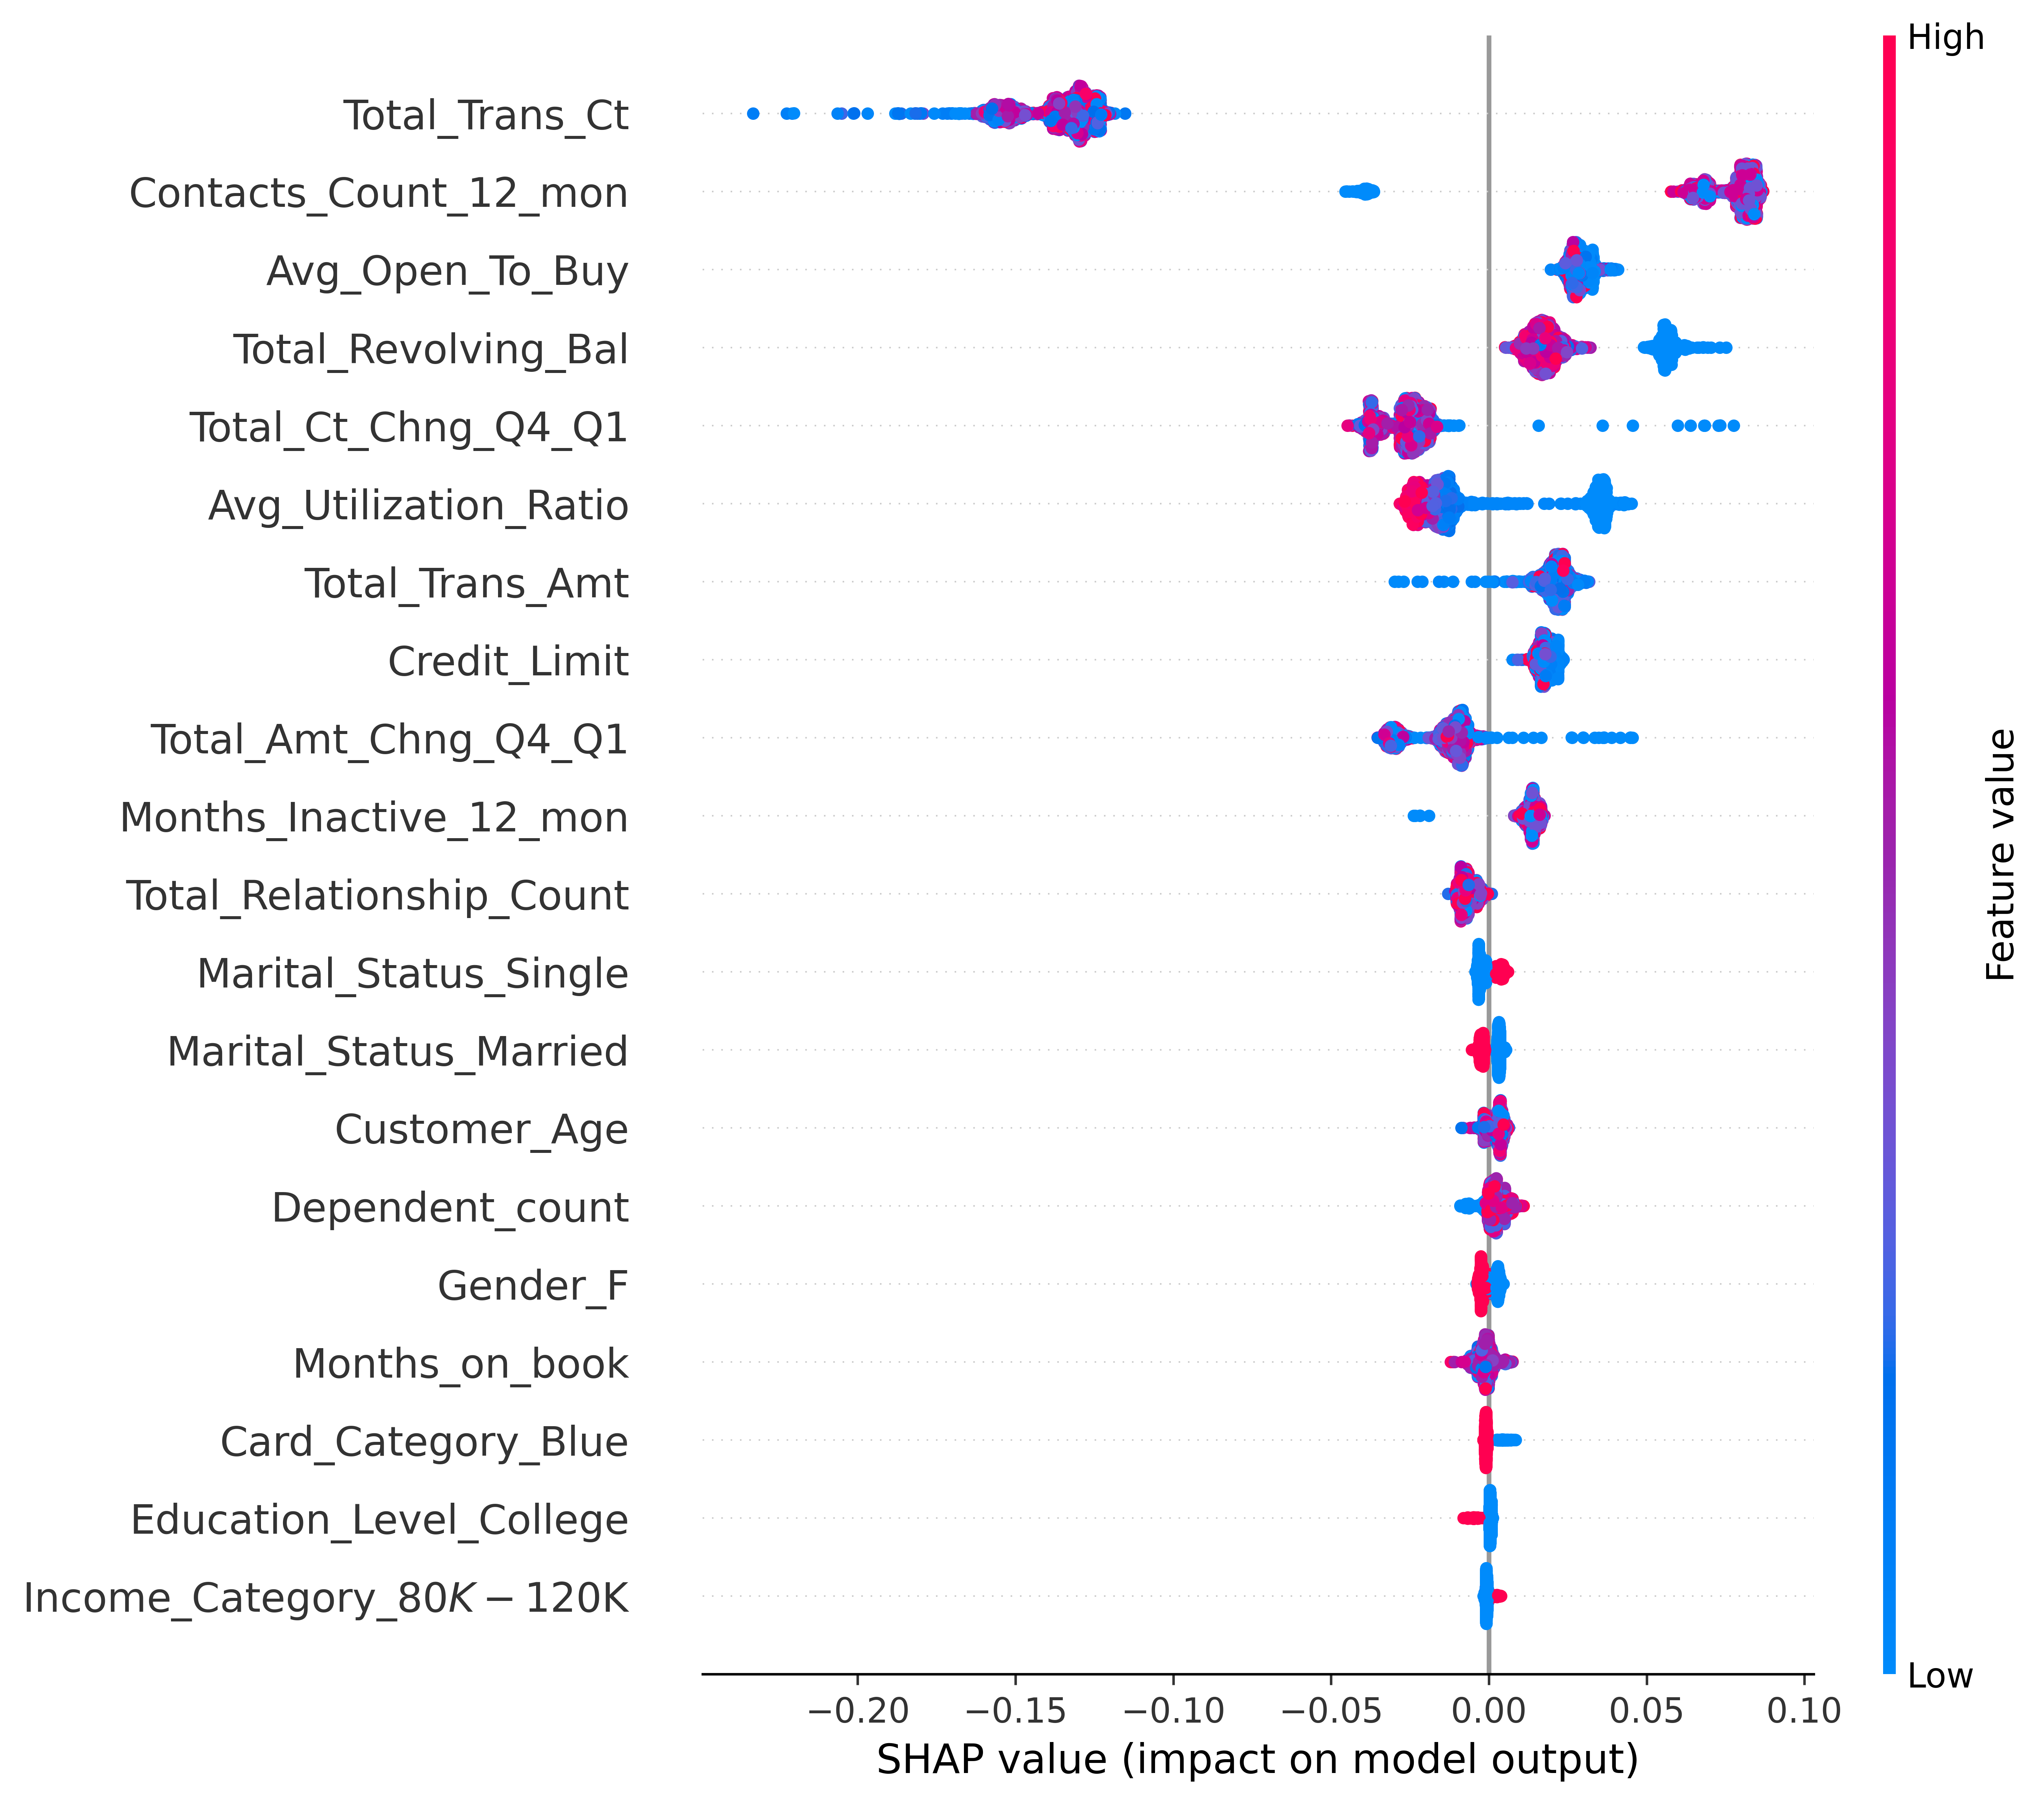 High
Total_Trans_Ct
Contacts_Count_12_mon
Avg_Open_To_Buy
Total_Revolving_Bal
Total_Ct_Chng_Q4_Q1
Avg_Utilization_Ratio
Total_Trans_Amt
Credit_Limit
Total_Amt_Chng_Q4_Q1
Months_Inactive_12_mon
Total_Relationship_Count
Marital_Status_Single
Marital_Status_Married
Customer_Age
Dependent_count
Gender_F
Months_on_book
Card_Category_Blue
Education_Level_College
Income_Category_80K − 120K
Feature value
Low
−0.20 −0.15 −0.10 −0.05 0.00 0.05 0.10
SHAP value (impact on model output)